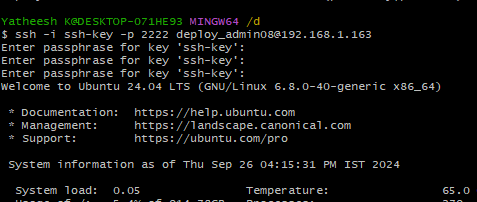 Yatheesh K@DESKTOP-071HE93 MINGW64 /d
$ ssh -i ssh-key -p 2222 deploy_admin08@192.168.1.163
Enter passphrase for key 'ssh-key':
Enter passphrase for key 'ssh-key':
Enter passphrase for key 'ssh-key':
Welcome to Ubuntu 24.04 LTS (GNU/Linux 6.8.0-40-generic x86_64)
* Documentation: https://help.ubuntu.com
* Management: https://landscape.canonical.com
* Support: https://ubuntu.com/pro
System information as of Thu Sep 26 04:15:31 PM IST 2024
System load: 0.05 Temperature: 65.0